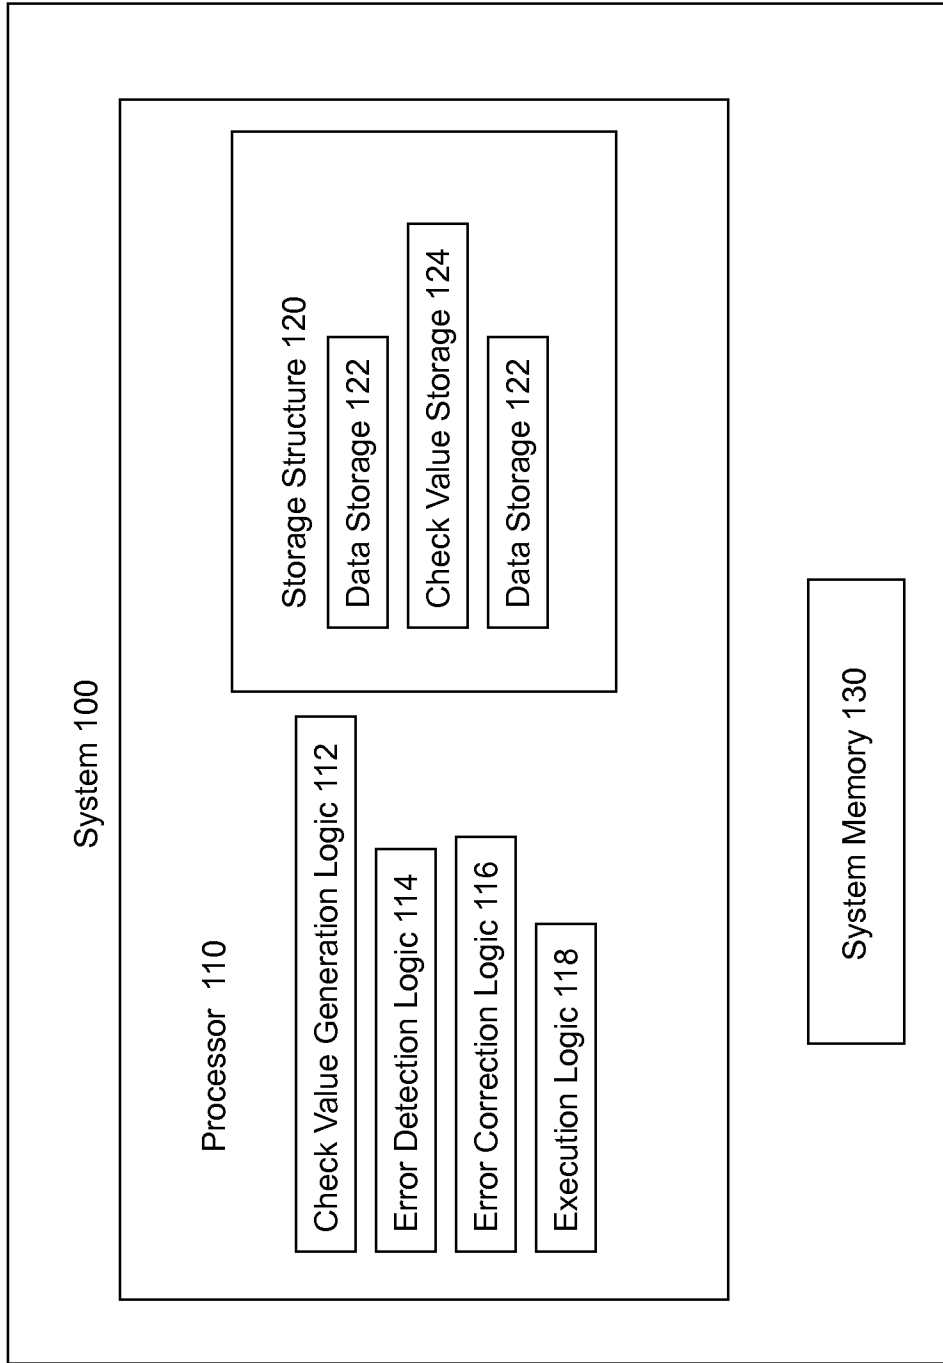 System 100
Processor 110
Check Value Generation Logic 112
Error Detection Logic 114
Error Correction Logic 116
Execution Logic 118
Storage Structure 120
Data Storage 122
Check Value Storage 124
Data Storage 122
System Memory 130